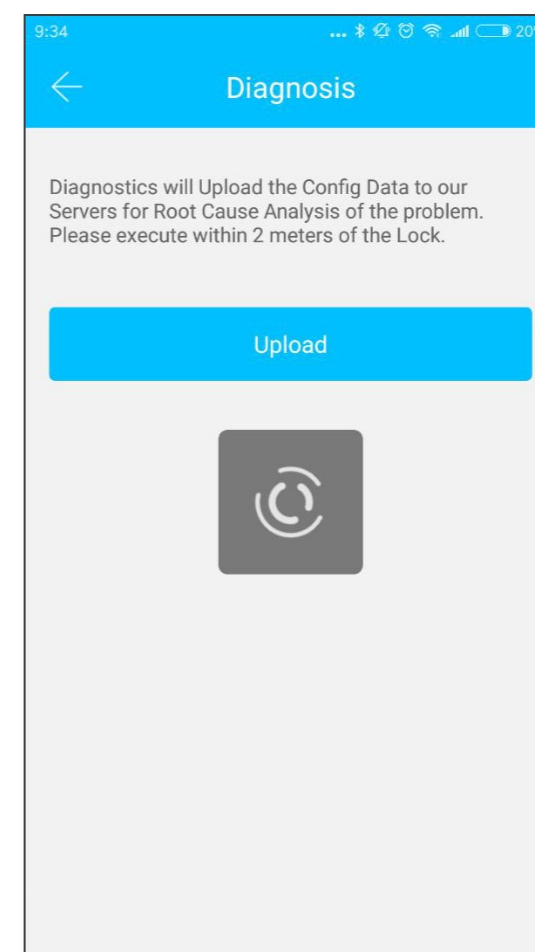 9:34 ... 20%
Diagnosis
Diagnostics will Upload the Config Data to our
Servers for Root Cause Analysis of the problem.
Please execute within 2 meters of the Lock.
Upload